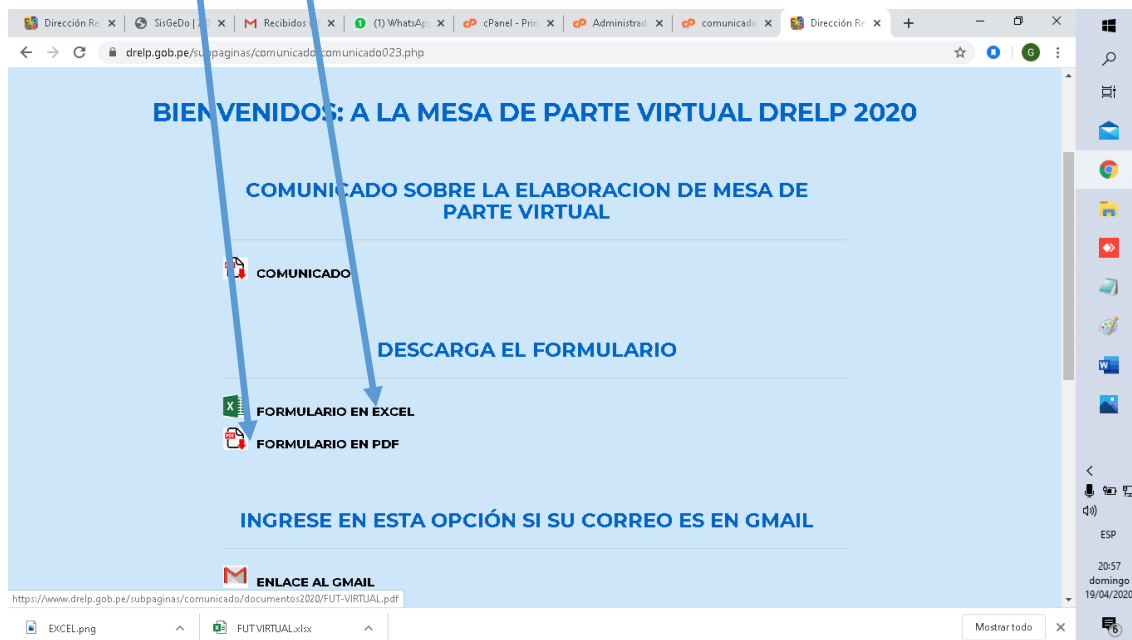 Dirección Re
SisGeDo | 2.0
M Recibidos
(1) WhatsAp
cPanel - Prin
Administrad
comunicado
Dirección Re
drelp.gob.pe/subpaginas/comunicado/comunicado023.php
G
BIENVENIDOS: A LA MESA DE PARTE VIRTUAL DRELP 2020
COMUNICADO SOBRE LA ELABORACION DE MESA DE
PARTE VIRTUAL
COMUNICADO
DESCARGA EL FORMULARIO
FORMULARIO EN EXCEL
FORMULARIO EN PDF
INGRESE EN ESTA OPCIÓN SI SU CORREO ES EN GMAIL
ENLACE AL GMAIL
https://www.drelp.gob.pe/subpaginas/comunicado/documentos2020/FUT-VIRTUAL.pdf
EXCEL.png
FUT VIRTUAL.xlsx
Mostrar todo
ESP
20:57
domingo
19/04/2020
6